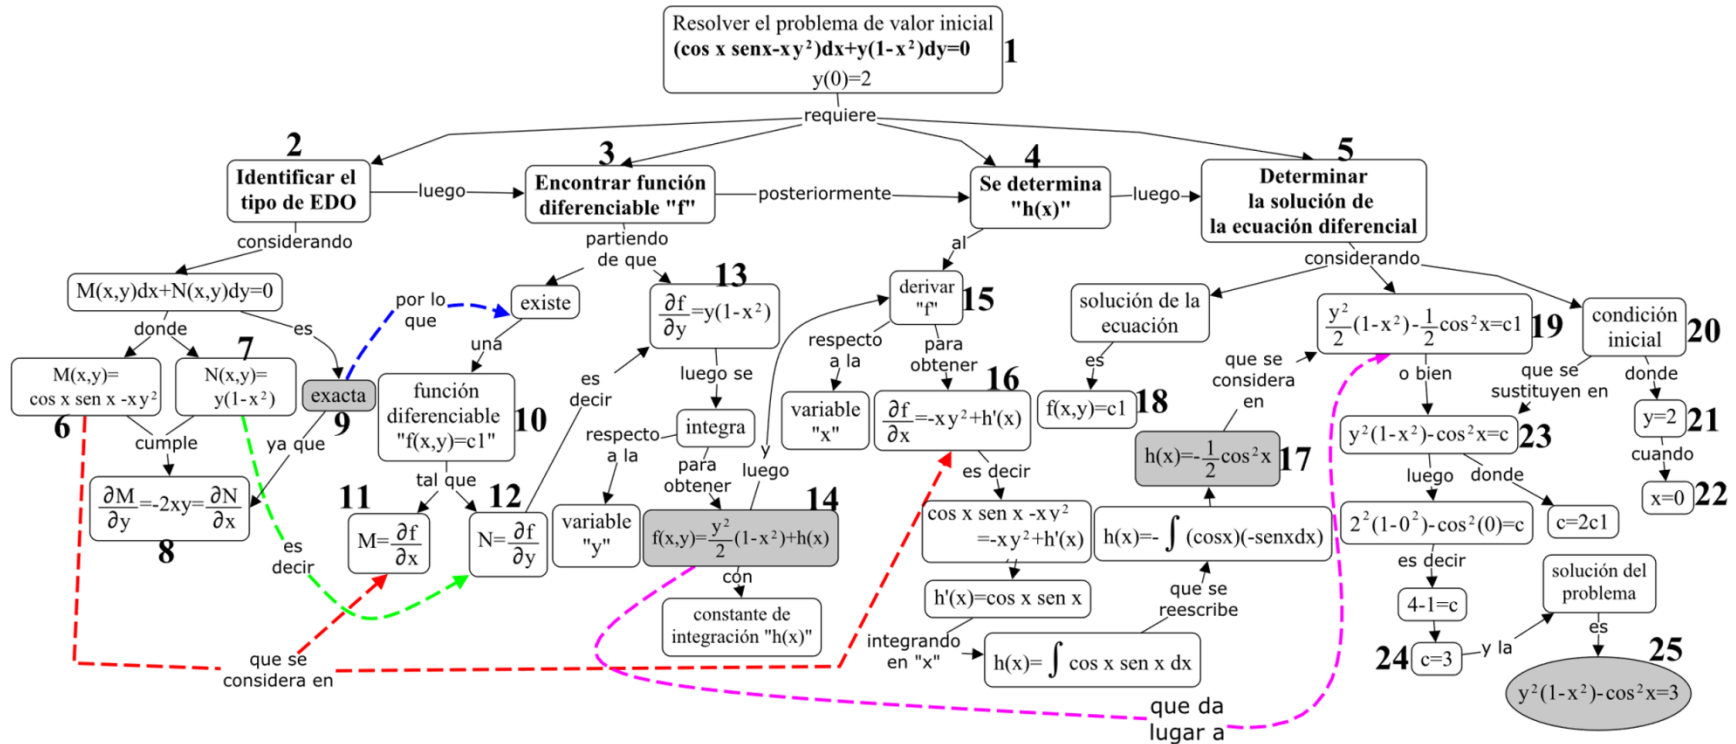 Resolver el problema de valor inicial
(cos x senx-xy²)dx+y(1-x²)dy=0
y(0)=2
1
requiere
2
Identificar el
tipo de EDO
luego
3
Encontrar función
diferenciable "f"
posteriormente
4
Se determina
"h(x)"
luego
5
Determinar
la solución de
la ecuación diferencial
considerando
M(x,y)dx+N(x,y)dy=0
donde
es
M(x,y)=
cos x sen x -xy²
6
7
N(x,y)=
y(1-x²)
exacta
9
cumple
ya que
∂M/∂y=-2xy=∂N/∂x
8
por lo
que
es
decir
partiendo
de que
existe
una
función
diferenciable
"f(x,y)=c1"
10
tal que
11
M=∂f/∂x
12
N=∂f/∂y
es
decir
13
∂f/∂y=y(1-x²)
luego se
integra
respecto
a la
variable
"y"
para
obtener
14
f(x,y)=y²/2(1-x²)+h(x)
con
constante de
integración "h(x)"
y
luego
al
derivar
"f"
15
respecto
a la
variable
"x"
para
obtener
16
∂f/∂x=-xy²+h'(x)
es decir
cos x sen x -xy²
=-xy²+h'(x)
h'(x)=cos x sen x
integrando
en "x"
h(x)=∫ cos x sen x dx
que se
reescribe
h(x)=-∫ (cosx)(-senxdx)
h(x)=-1/2cos²x
17
que se
considera
en
considerando
solución de la
ecuación
es
f(x,y)=c1
18
y²/2(1-x²)-1/2cos²x=c1
19
o bien
condición
inicial
20
que se
sustituyen en
donde
y=2
21
cuando
x=0
22
y²(1-x²)-cos²x=c
23
luego
donde
c=2c1
2²(1-0²)-cos²(0)=c
es decir
4-1=c
24
c=3
y la
solución del
problema
es
25
y²(1-x²)-cos²x=3
que se
considera en
que da
lugar a